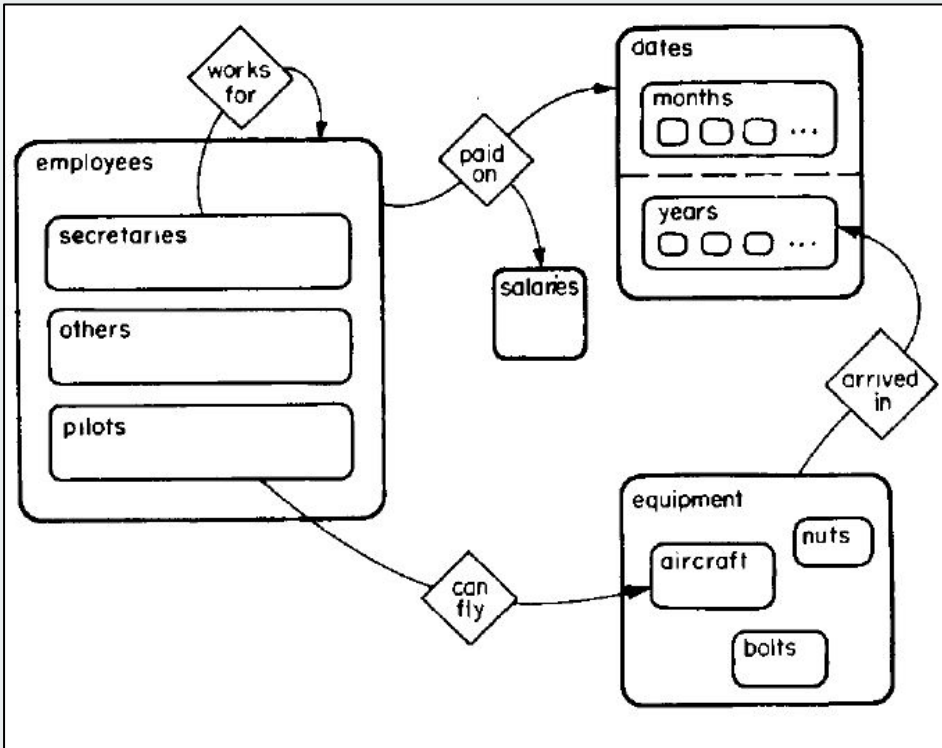 works
for
employees
secretaries
others
pilots
paid
on
salaries
dates
months
...
years
...
arrived
in
equipment
aircraft
nuts
bolts
can
fly